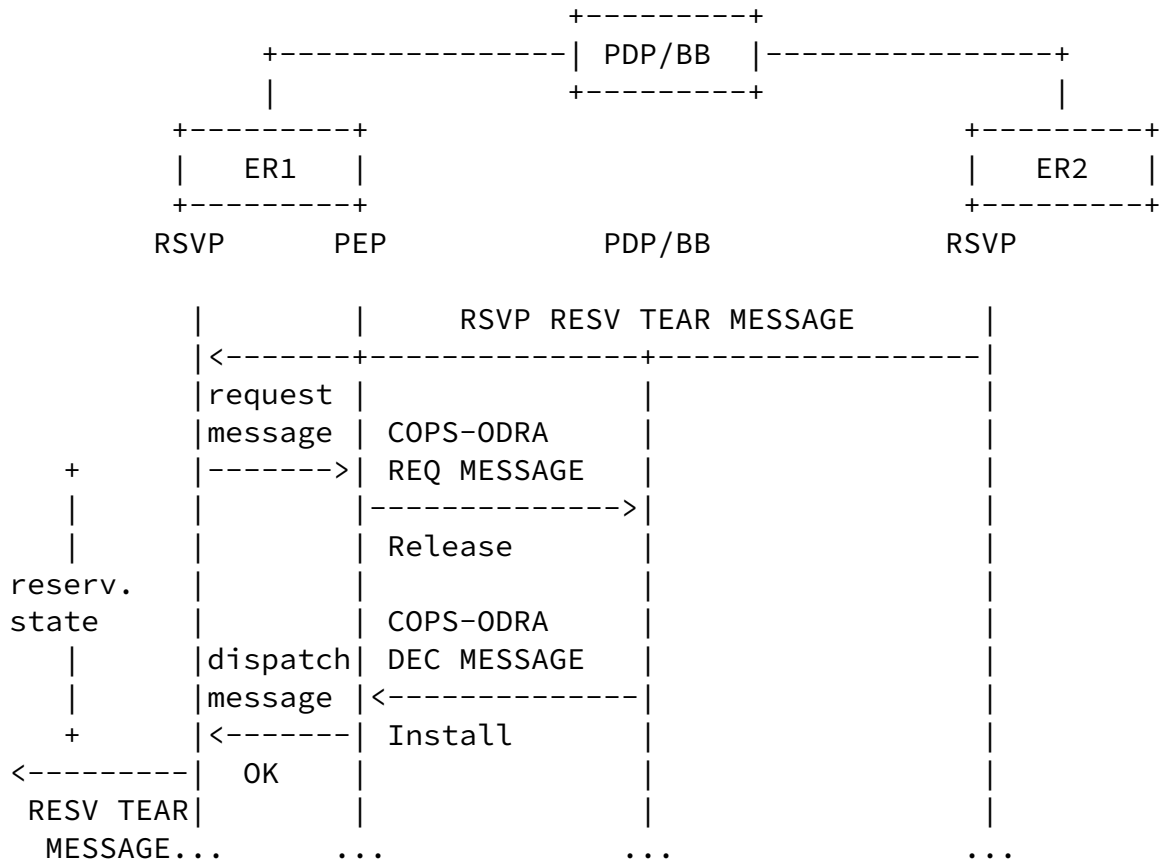 +---------+
+----------------| PDP/BB |----------------+
| +---------+ |
+---------+ +---------+
| ER1 | | ER2 |
+---------+ +---------+
RSVP PEP PDP/BB RSVP
| | RSVP RESV TEAR MESSAGE |
|<-------+---------------+------------------|
|request | | |
|message | COPS-ODRA | |
+ |------->| REQ MESSAGE | |
| | |-------------->| |
| | | Release | |
reserv. | | | |
state | | COPS-ODRA | |
| |dispatch| DEC MESSAGE | |
| |message |<--------------| |
+ |<-------| Install | |
<---------| OK | | |
RESV TEAR| | | |
MESSAGE... ... ... ...